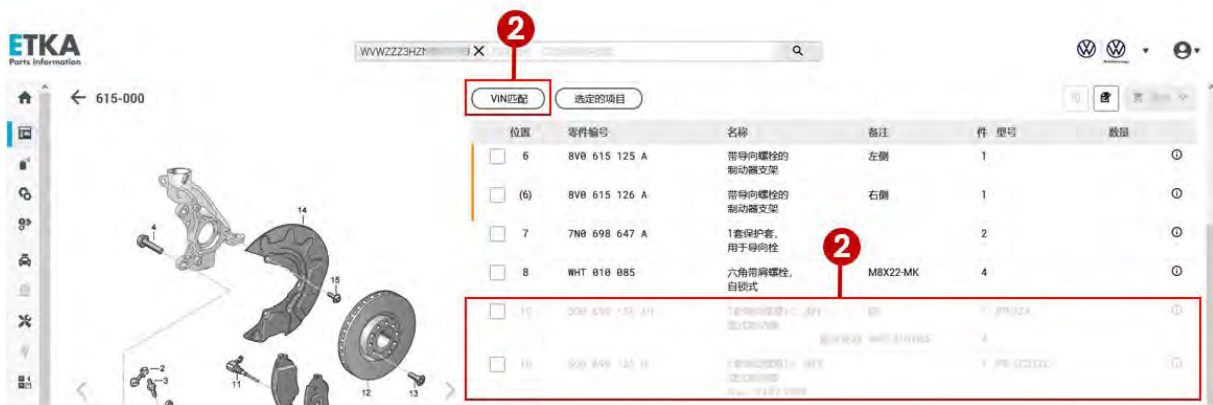 2
ETKA
Parts Information
WVWZZZ3HZ
615-000
VIN匹配
选定的项目
位置 零件编号 名称 备注 件 型号 数量
6 8V0 615 125 A 带导向螺栓的 左侧 1
制动器支架
(6) 8V0 615 126 A 带导向螺栓的 右侧 1
制动器支架
7 7N0 698 647 A 1套保护套, 2
用于导向栓
2
8 WHT 010 085 六角带肩螺栓, M8X22-MK 4
自锁式
10
10
4
14
15
2
3
11
12
13